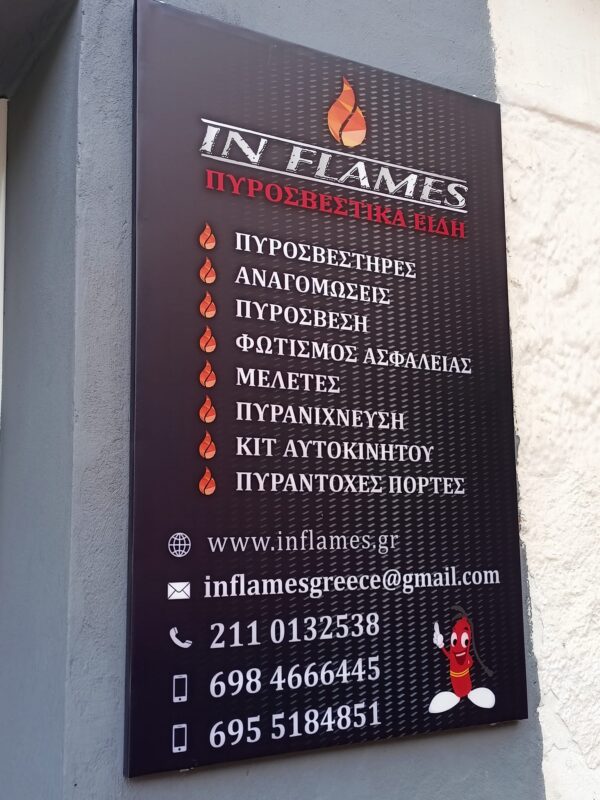 IN FLAMES
ΠΥΡΟΣΒΕΣΤΙΚΑ ΕΙΔΗ
ΠΥΡΟΣΒΕΣΤΗΡΕΣ
ΑΝΑΓΟΜΩΣΕΙΣ
ΠΥΡΟΣΒΕΣΗ
ΦΩΤΙΣΜΟΣ ΑΣΦΑΛΕΙΑΣ
ΜΕΛΕΤΕΣ
ΠΥΡΑΝΙΧΝΕΥΣΗ
ΚΙΤ ΑΥΤΟΚΙΝΗΤΟΥ
ΠΥΡΑΝΤΟΧΕΣ ΠΟΡΤΕΣ
www.inflames.gr
inflamesgreece@gmail.com
211 0132538
698 4666445
695 5184851